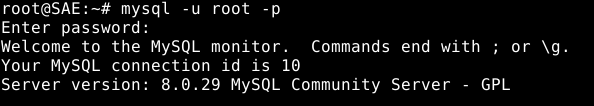 root@SAE:~# mysql -u root -p
Enter password:
Welcome to the MySQL monitor.  Commands end with ; or \g.
Your MySQL connection id is 10
Server version: 8.0.29 MySQL Community Server - GPL